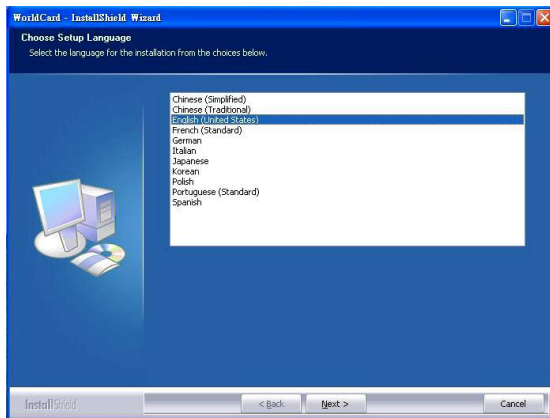 WorldCard - InstallShield Wizard
Choose Setup Language
Select the language for the installation from the choices below.
Chinese (Simplified)
Chinese (Traditional)
English (United States)
French (Standard)
German
Italian
Japanese
Korean
Polish
Portuguese (Standard)
Spanish
InstallShield
< Back
Next >
Cancel